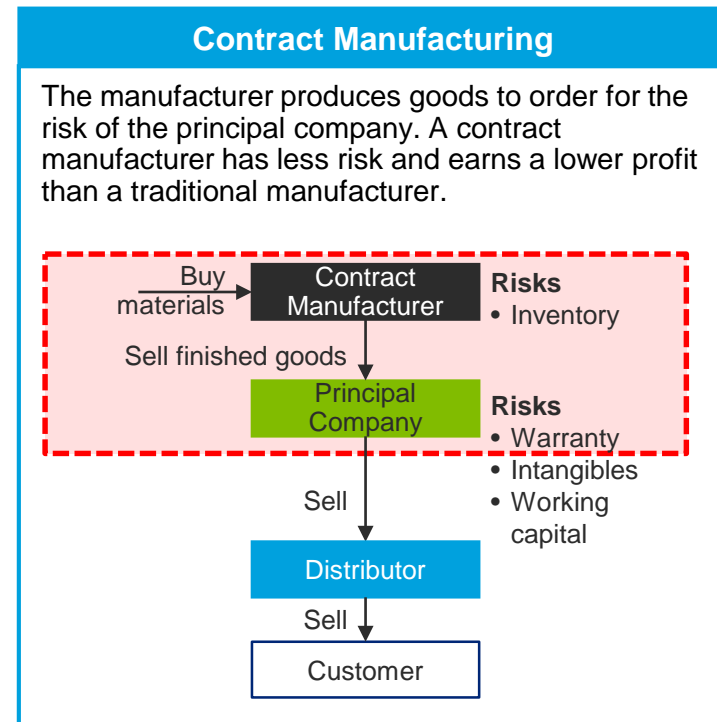 Contract Manufacturing
The manufacturer produces goods to order for the
risk of the principal company. A contract
manufacturer has less risk and earns a lower profit
than a traditional manufacturer.
Buy
materials
Contract
Manufacturer
Risks
• Inventory
Sell finished goods
Principal
Company
Risks
• Warranty
• Intangibles
• Working
capital
Sell
Distributor
Sell
Customer